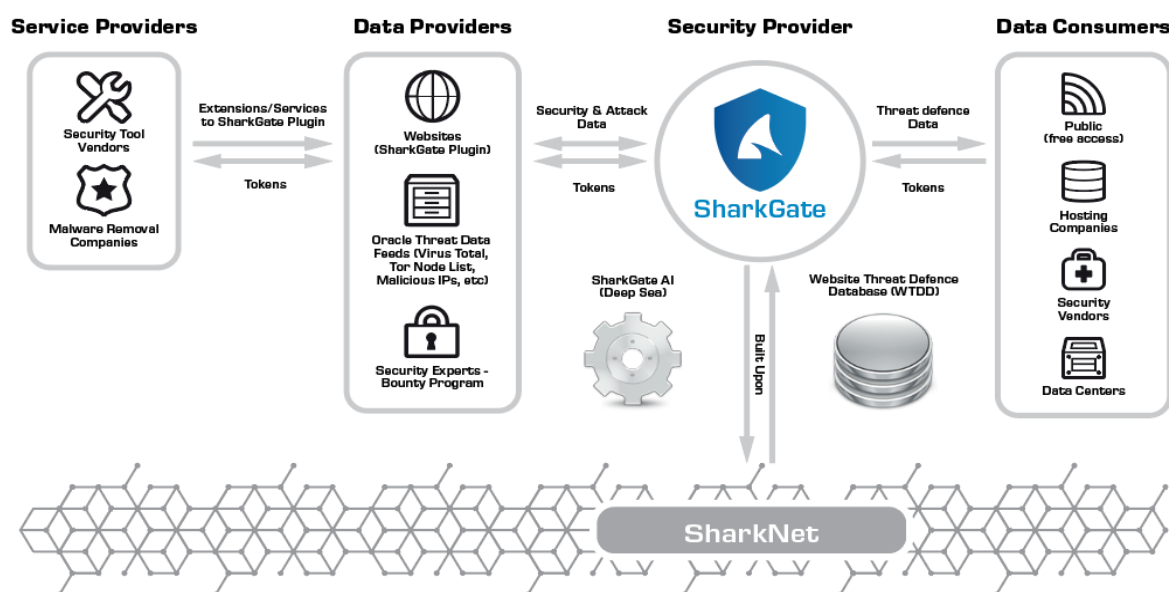 Service Providers
Security Tool
Vendors
Malware Removal
Companies
Extensions/Services
to SharkGate Plugin
Tokens
Data Providers
Websites
(SharkGate Plugin)
Oracle Threat Data
Feeds (Virus Total,
Tor Node List,
Malicious IPs, etc)
Security Experts -
Bounty Program
Security & Attack
Data
Tokens
Security Provider
SharkGate
Threat defence
Data
Tokens
Data Consumers
Public
(free access)
Hosting
Companies
Security
Vendors
Data Centers
SharkGate AI
(Deep Sea)
Built Upon
Website Threat Defence
Database (WTDD)
SharkNet